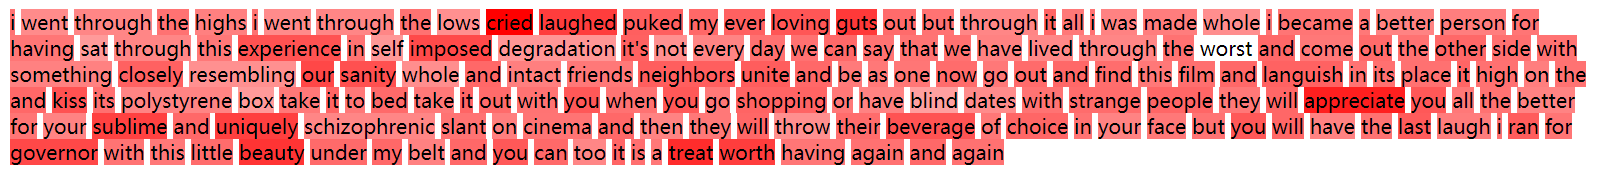 i went through the highs i went through the lows cried laughed puked my ever loving guts out but through it all i was made whole i became a better person for
having sat through this experience in self imposed degradation it's not every day we can say that we have lived through the worst and come out the other side with
something closely resembling our sanity whole and intact friends neighbors unite and be as one now go out and find this film and languish in its place it high on the
and kiss its polystyrene box take it to bed take it out with you when you go shopping or have blind dates with strange people they will appreciate you all the better
for your sublime and uniquely schizophrenic slant on cinema and then they will throw their beverage of choice in your face but you will have the last laugh i ran for
governor with this little beauty under my belt and you can too it is a treat worth having again and again